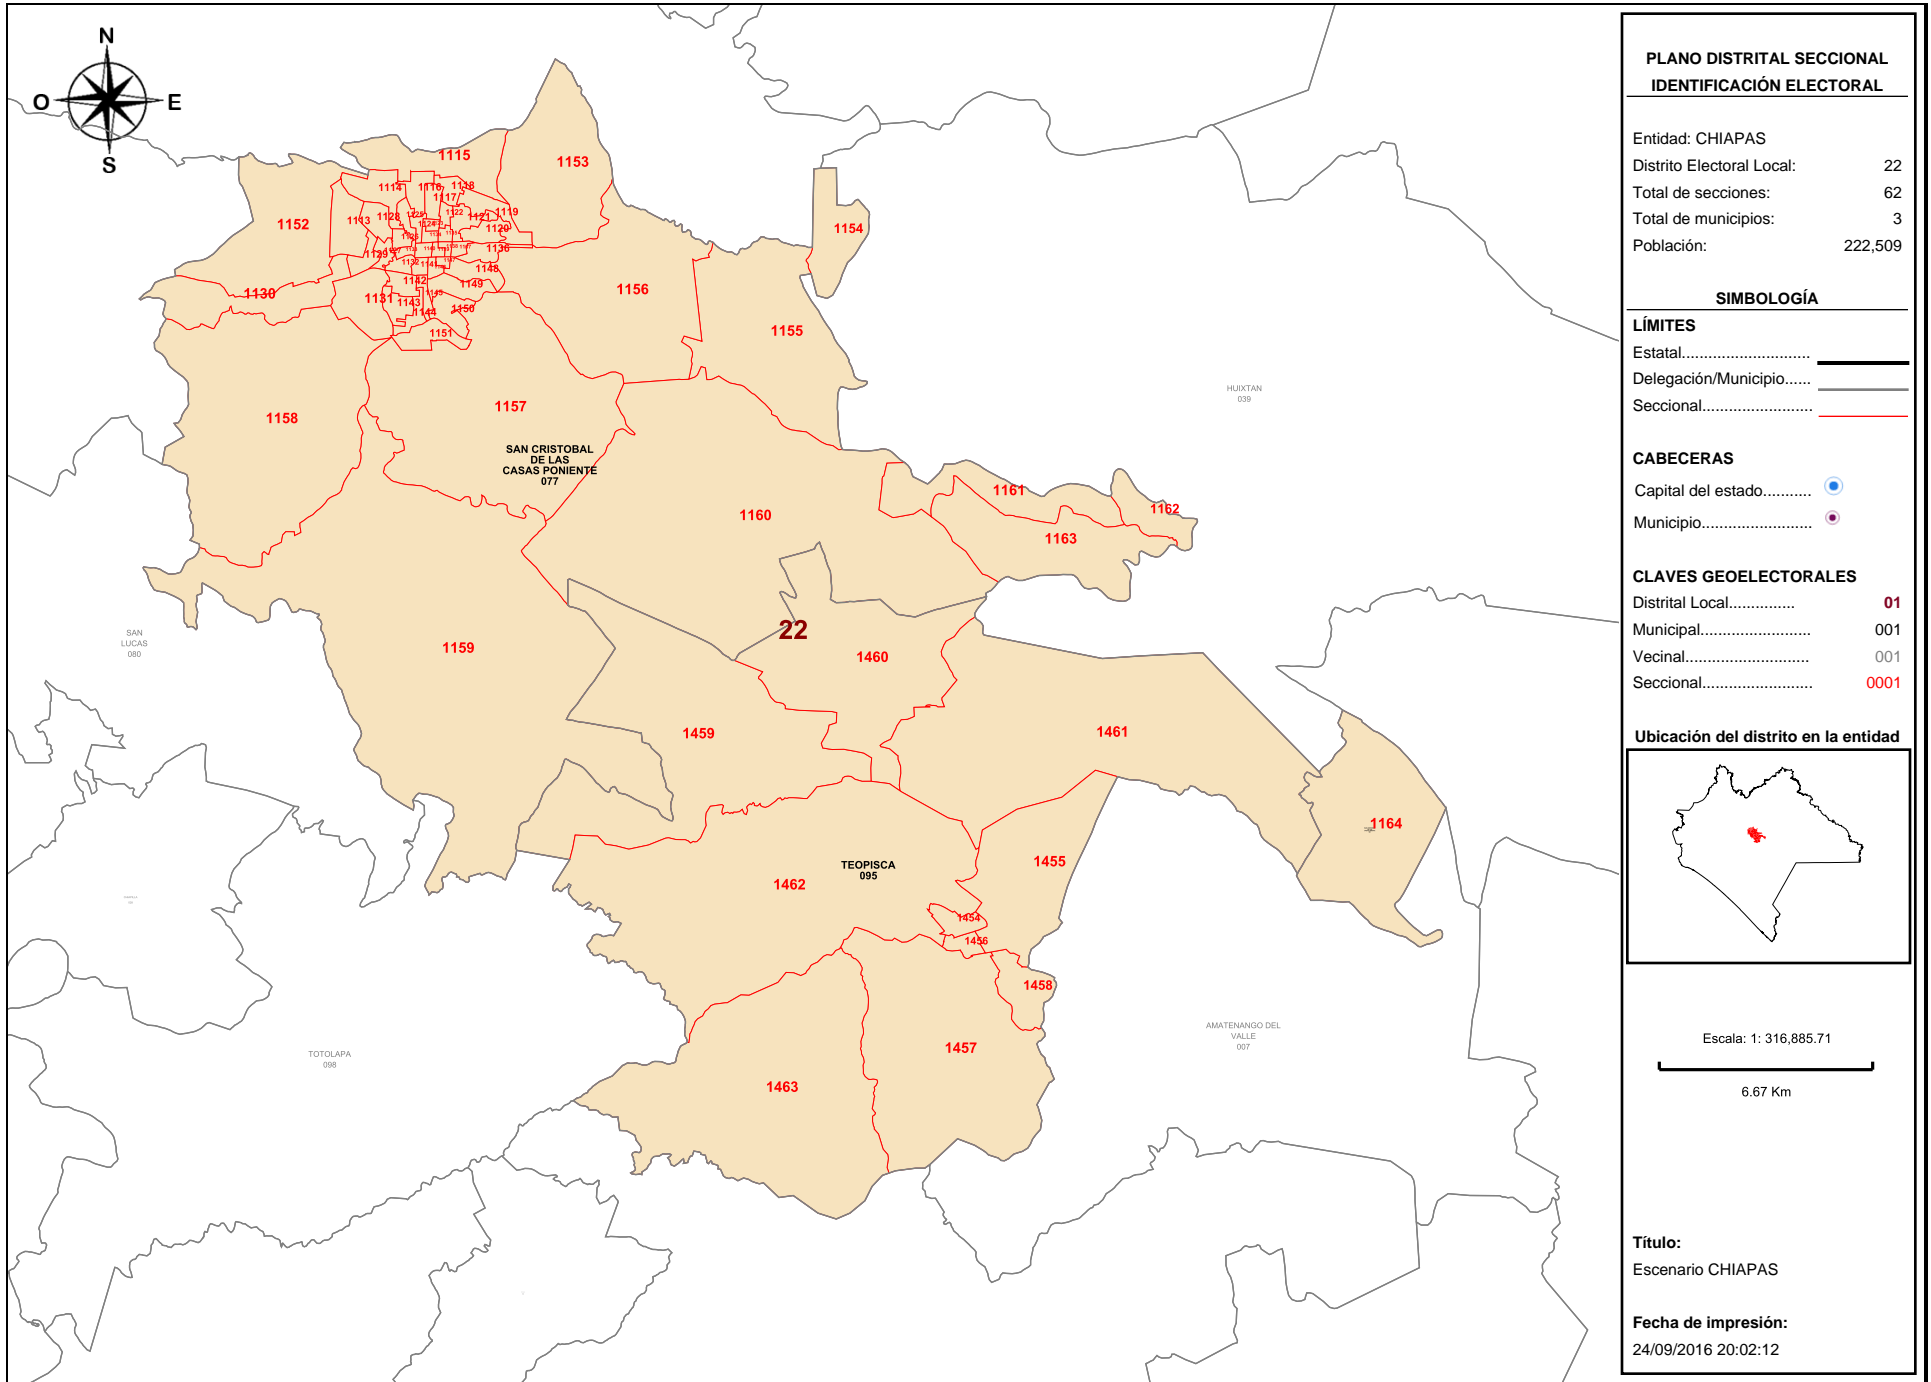 N
O
E
S
1115
1153
1114
1116
1118
1117
1152
1113
1128
1122
1121
1119
1154
1120
1136
1129
1132
1141
1148
1130
1131
1142
1149
1156
1143
1145
1144
1150
1151
1155
HUIXTAN
039
1158
1157
SAN CRISTOBAL
DE LAS
CASAS PONIENTE
077
1160
1161
1162
1163
22
SAN
LUCAS
080
1159
1460
1459
1461
1164
1455
TEOPISCA
095
1462
1454
1456
1458
AMATENANGO DEL
VALLE
007
TOTOLAPA
098
1457
1463
PLANO DISTRITAL SECCIONAL
IDENTIFICACIÓN ELECTORAL
Entidad: CHIAPAS
Distrito Electoral Local: 22
Total de secciones: 62
Total de municipios: 3
Población: 222,509
SIMBOLOGÍA
LÍMITES
Estatal.............................
Delegación/Municipio......
Seccional.........................
CABECERAS
Capital del estado...........
Municipio.........................
CLAVES GEOELECTORALES
Distrital Local............... 01
Municipal........................ 001
Vecinal............................ 001
Seccional......................... 0001
Ubicación del distrito en la entidad
Escala: 1: 316,885.71
6.67 Km
Título:
Escenario CHIAPAS
Fecha de impresión:
24/09/2016 20:02:12